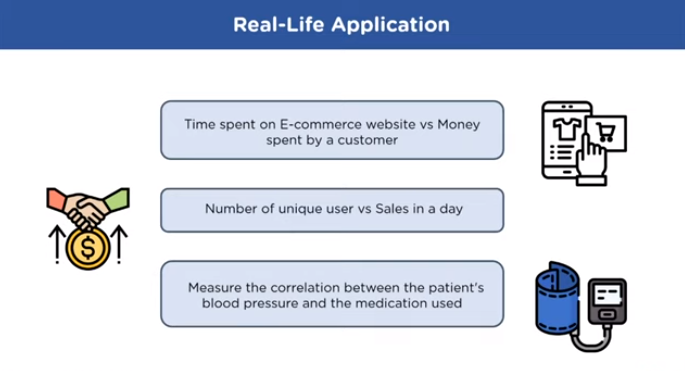 Real-Life Application
Time spent on E-commerce website vs Money
spent by a customer
Number of unique user vs Sales in a day
Measure the correlation between the patient's
blood pressure and the medication used
$